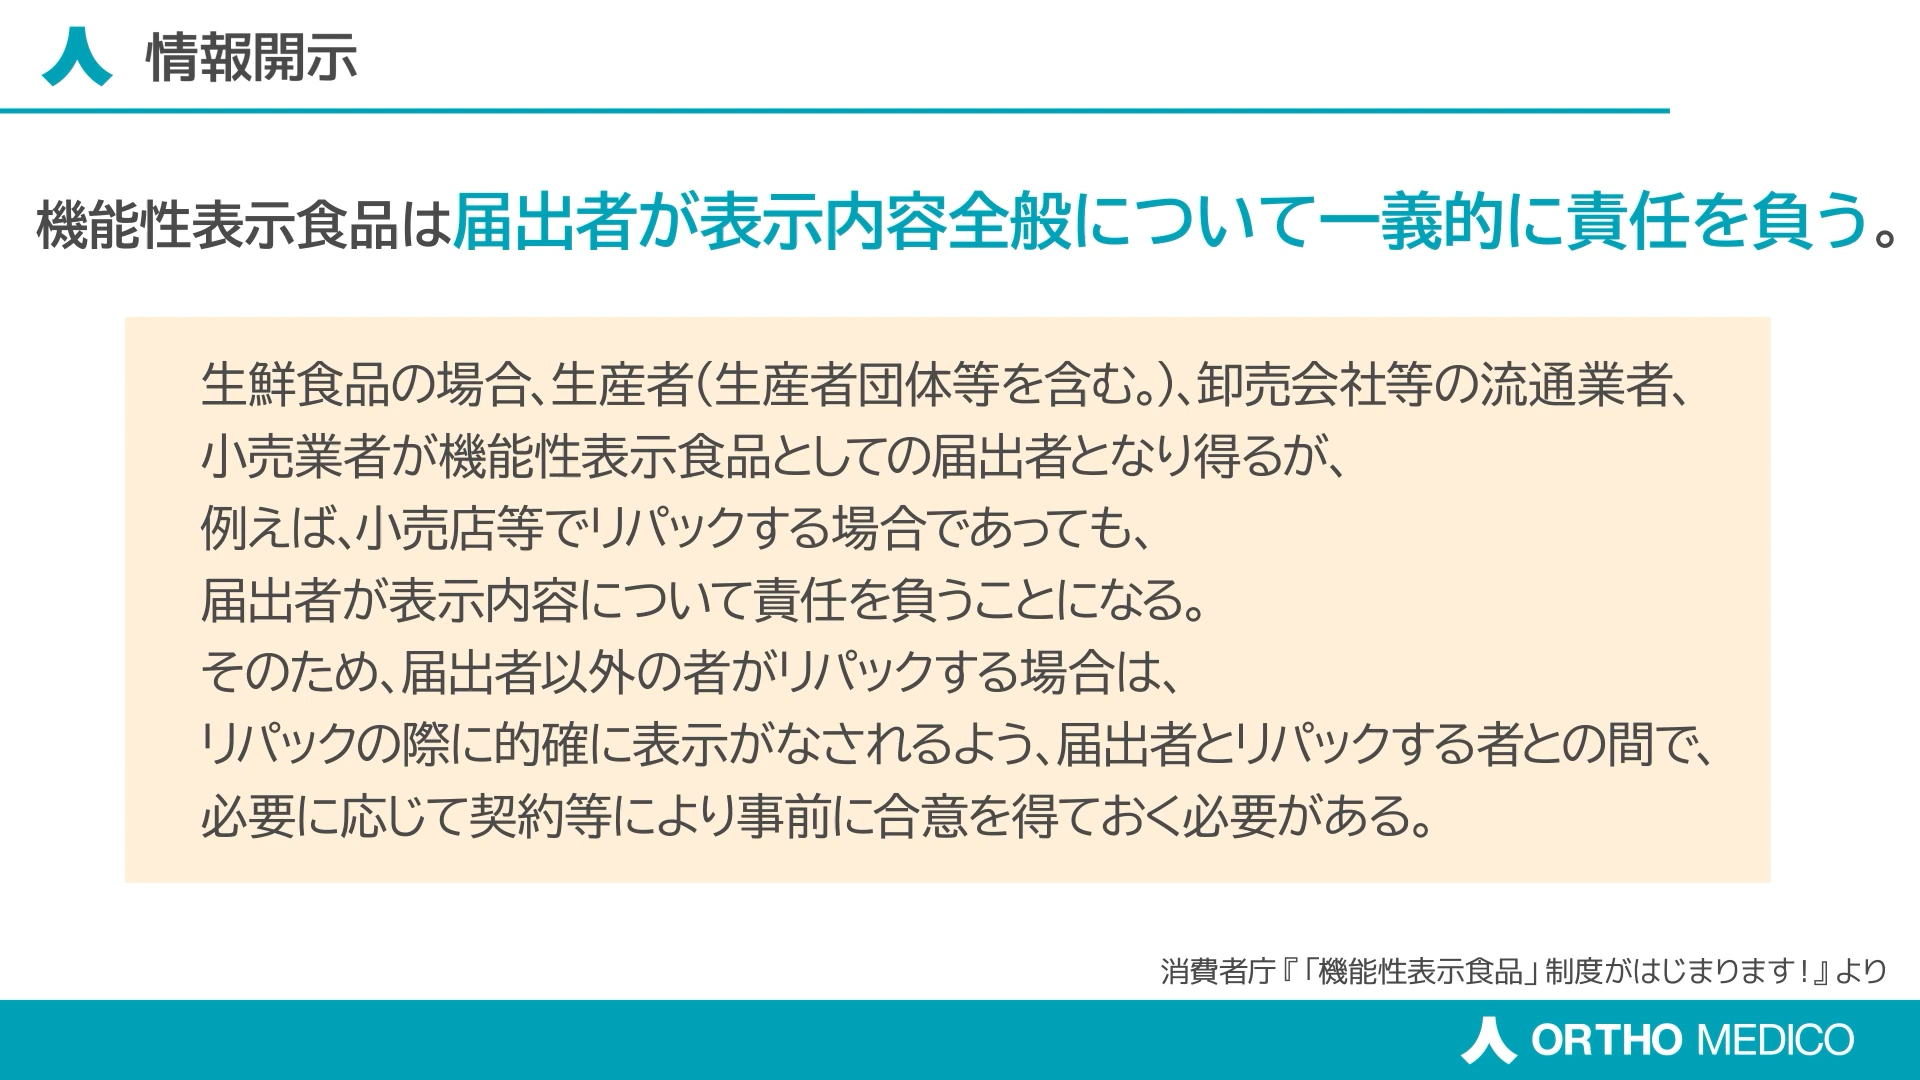 情報開示
機能性表示食品は届出者が表示内容全般について一義的に責任を負う。
生鮮食品の場合、生産者（生産者団体等を含む。）、卸売会社等の流通業者、
小売業者が機能性表示食品としての届出者となり得るが、
例えば、小売店等でリパックする場合であっても、
届出者が表示内容について責任を負うことになる。
そのため、届出者以外の者がリパックする場合は、
リパックの際に的確に表示がなされるよう、届出者とリパックする者との間で、
必要に応じて契約等により事前に合意を得ておく必要がある。
消費者庁『「機能性表示食品」制度がはじまります！』より
ORTHO MEDICO